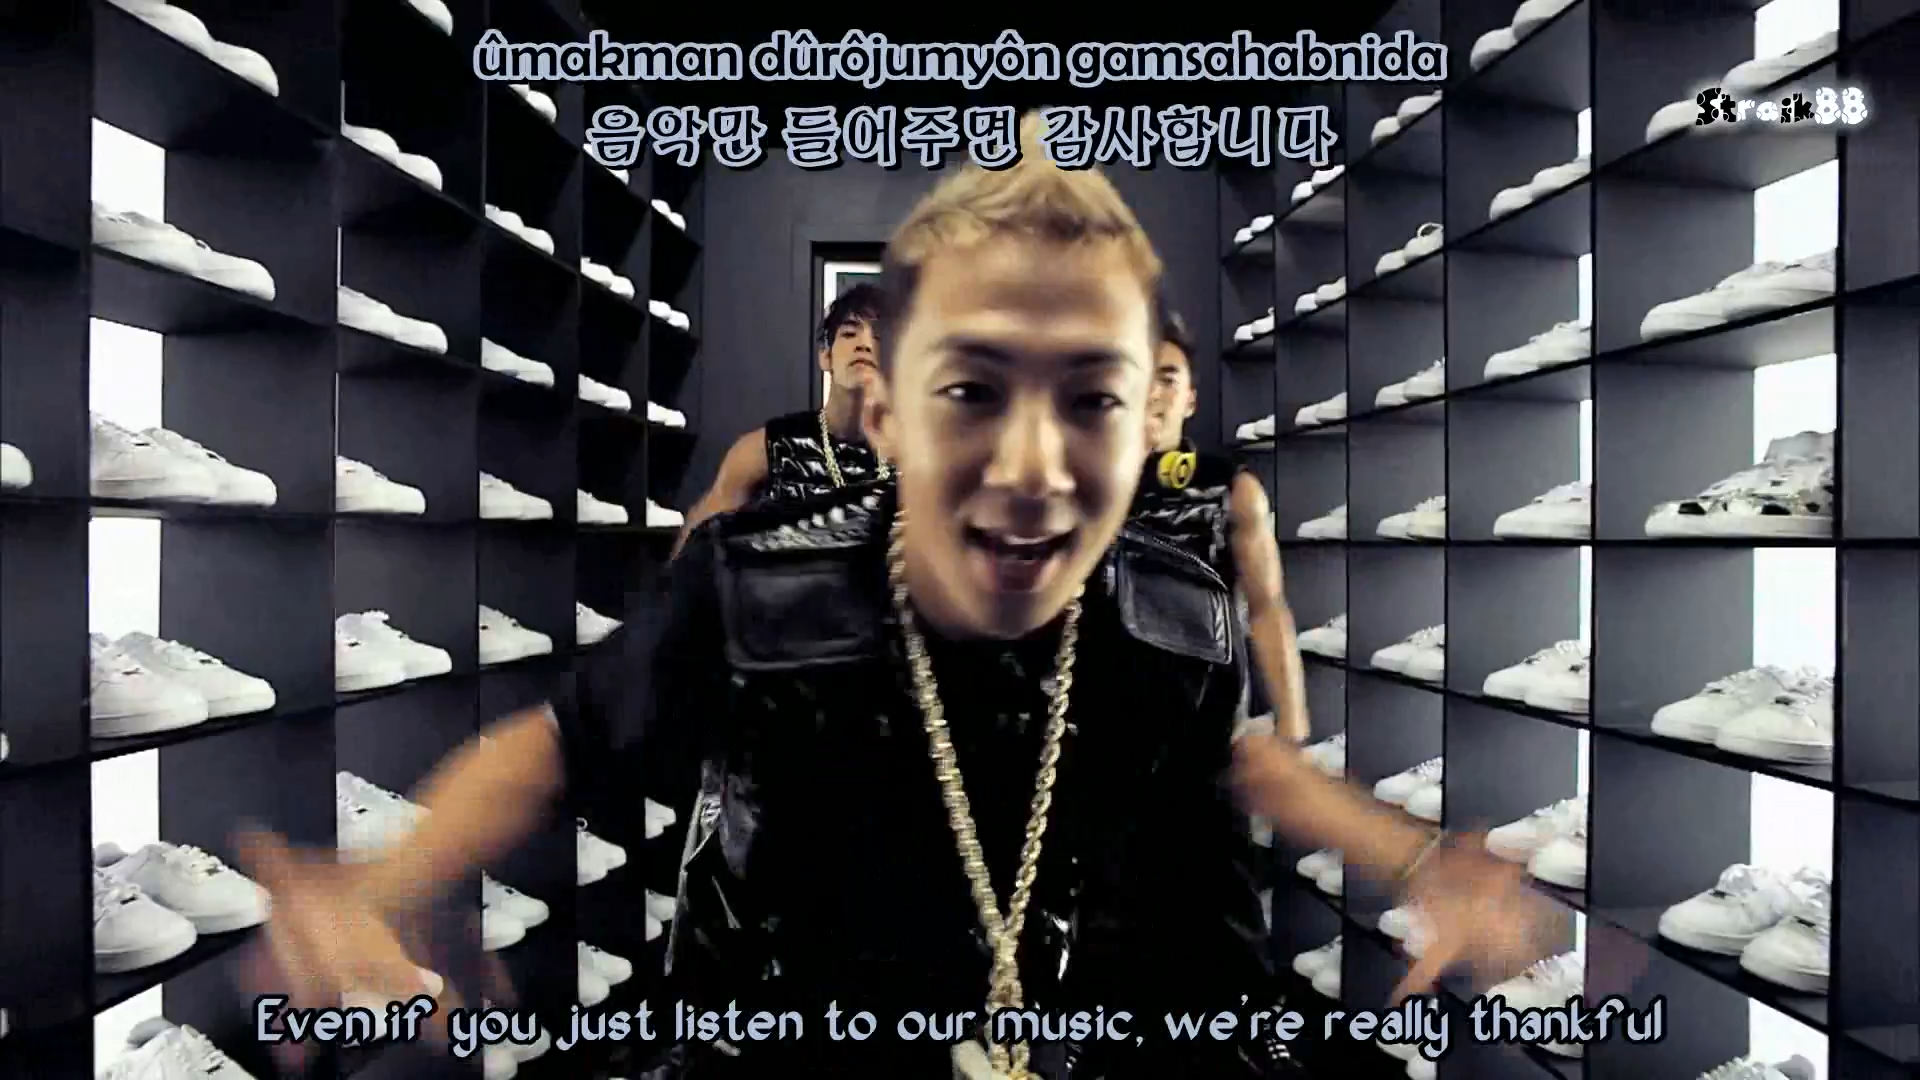 ûmakman dûrôjumyôn gamsahabnida
음악만 들어주면 감사합니다
Straik88
Even if you just listen to our music, we're really thankful